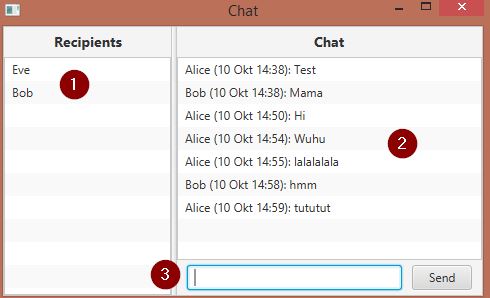 Chat
Recipients
Eve
Bob
1
Chat
Alice (10 Okt 14:38): Test
Bob (10 Okt 14:38): Mama
Alice (10 Okt 14:50): Hi
Alice (10 Okt 14:54): Wuhu
Alice (10 Okt 14:55): lalalalala
Bob (10 Okt 14:58): hmm
Alice (10 Okt 14:59): tututut
2
3
Send